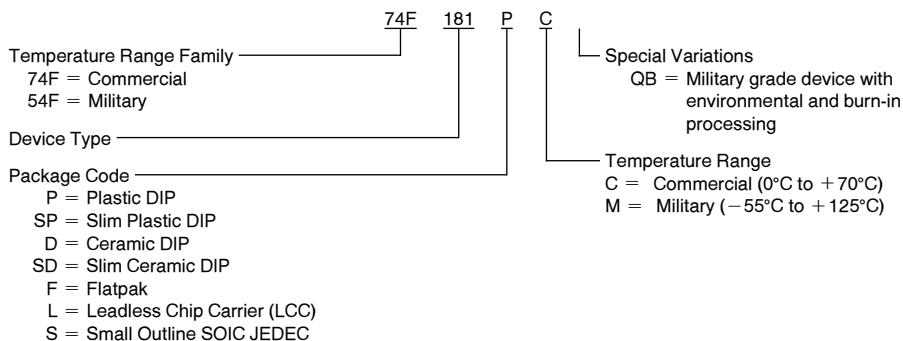 74F 181 P C
Temperature Range Family
74F = Commercial
54F = Military
Device Type
Package Code
P = Plastic DIP
SP = Slim Plastic DIP
D = Ceramic DIP
SD = Slim Ceramic DIP
F = Flatpak
L = Leadless Chip Carrier (LCC)
S = Small Outline SOIC JEDEC
Special Variations
QB = Military grade device with
environmental and burn-in
processing
Temperature Range
C = Commercial (0°C to +70°C)
M = Military (−55°C to +125°C)